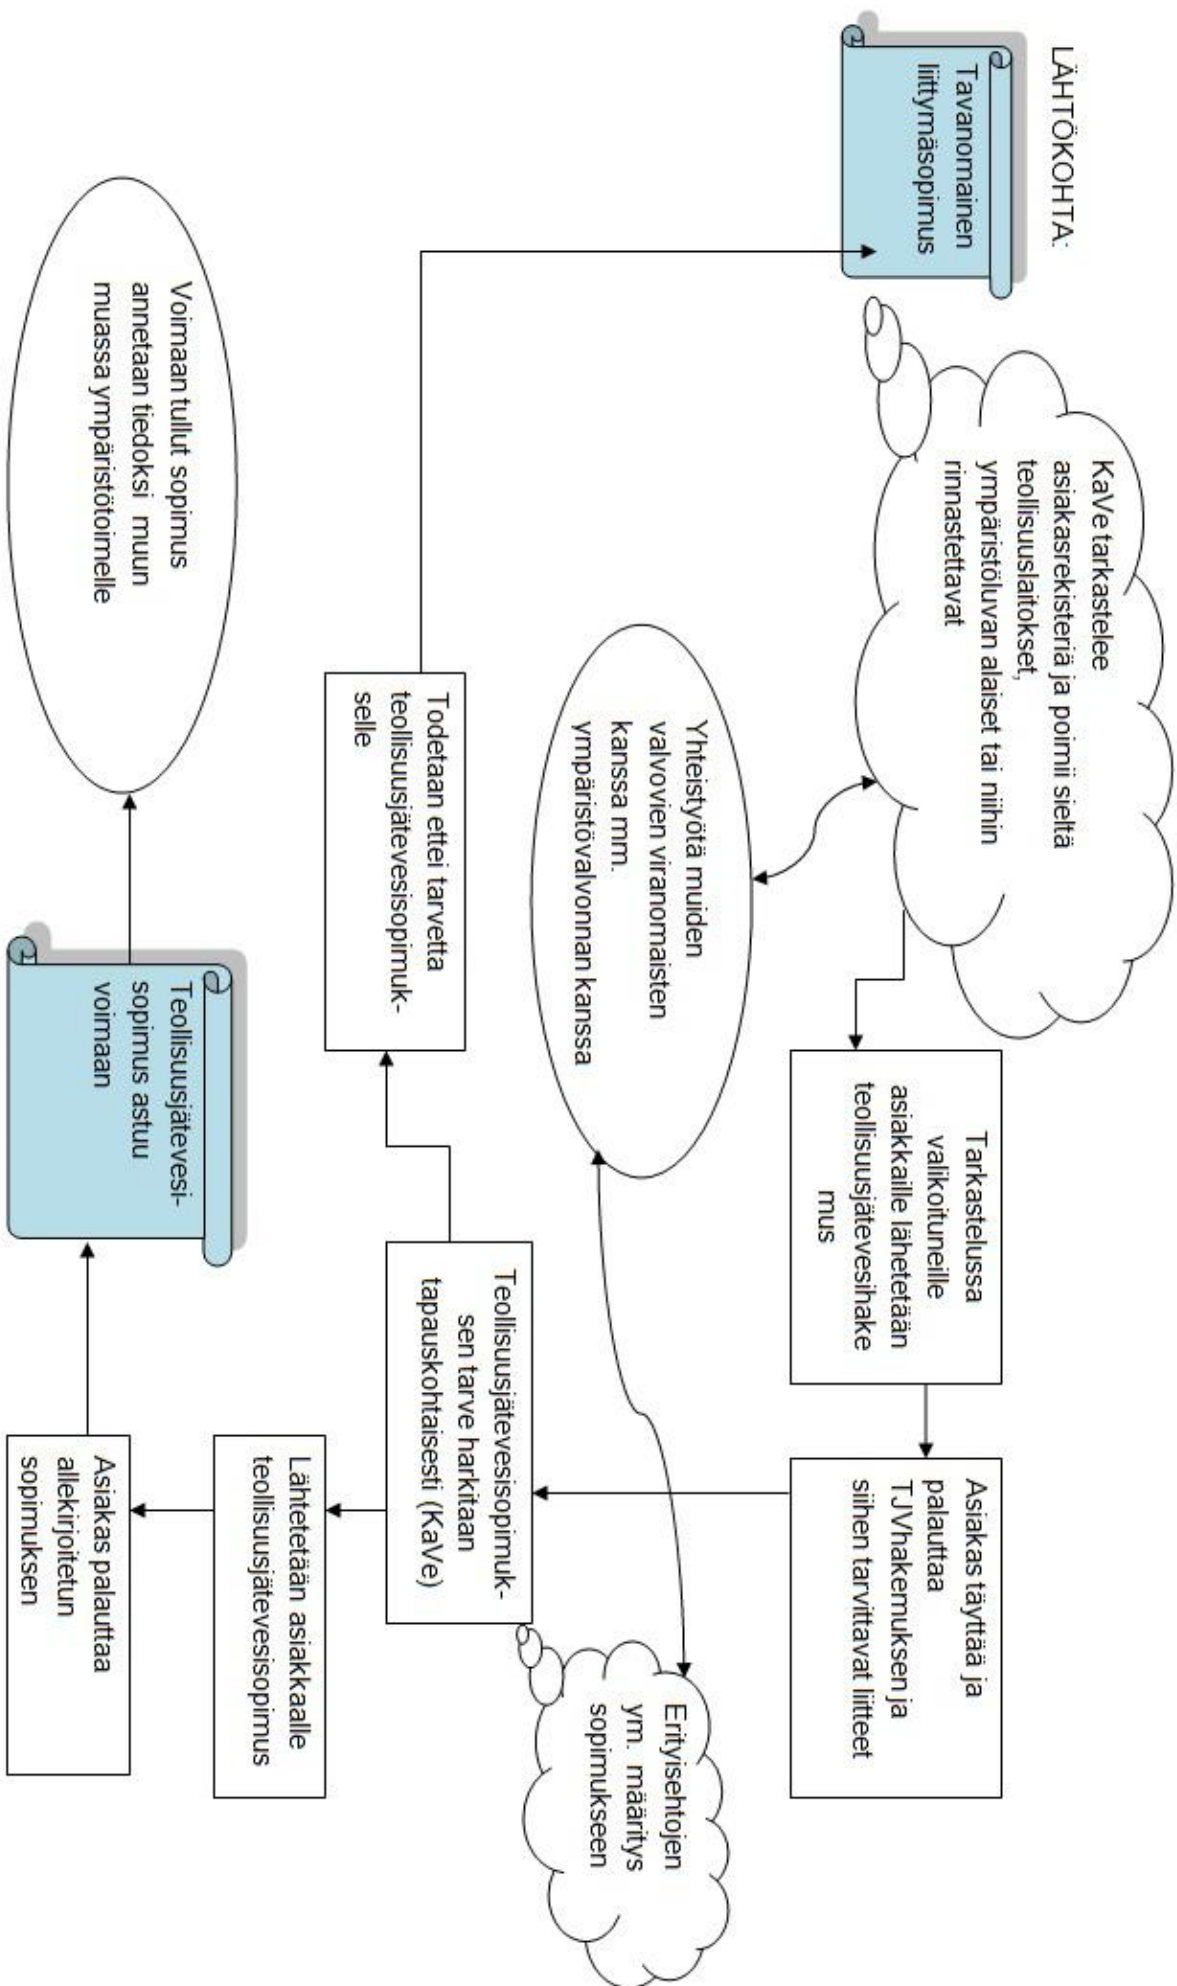 LÄHTÖKOHTA:
Tavanomainen
liittymäsopimus
KaVe tarkastelee
asiakasrekisteriä ja poimii sieltä
teollisuuslaitokset,
ympäristöluvan alaiset tai niihin
rinnastettavat
Tarkastelussa
valikoituneille
asiakkaille lähetetään
teollisuusjätevesihake
mus
Asiakas täyttää ja
palauttaa
TJVhakemuksen ja
siihen tarvittavat liitteet
Yhteistyötä muiden
valvovien viranomaisten
kanssa mm.
ympäristövalvonnan kanssa
Erityisehtojen
ym. määritys
sopimukseen
Teollisuusjätevesisopimuk-
sen tarve harkitaan
tapauskohtaisesti (KaVe)
Todetaan ettei tarvetta
teollisuusjätevesisopimuk-
selle
Lähtetetään asiakkaalle
teollisuusjätevesisopimus
Asiakas palauttaa
allekirjoitetun
sopimuksen
Teollisuusjätevesi-
sopimus astuu
voimaan
Voimaan tullut sopimus
annetaan tiedoksi muun
muassa ympäristötoimelle